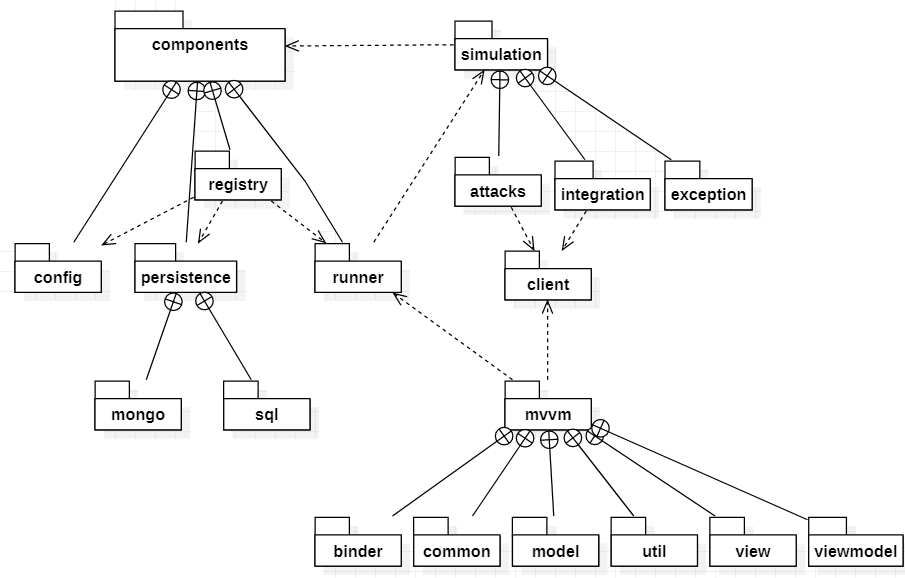 components
simulation
registry
attacks
integration
exception
config
persistence
runner
client
mongo
sql
mvvm
binder
common
model
util
view
viewmodel